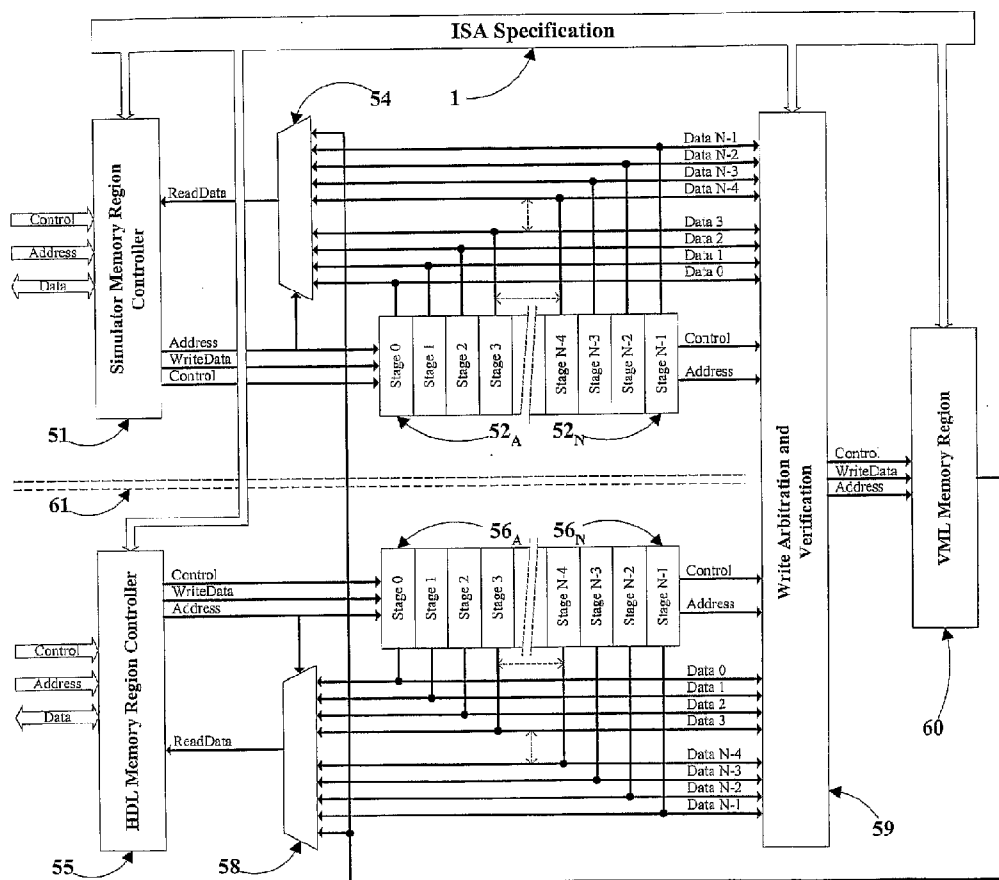 ISA Specification
1
54
Data N-1
Data N-2
Data N-3
Data N-4
ReadData
Control
Address
Data
Simulator Memory Region
Controller
Data 3
Data 2
Data 1
Data 0
Address
WriteData
Control
Stage 0
Stage 1
Stage 2
Stage 3
Stage N-4
Stage N-3
Stage N-2
Stage N-1
Control
Address
51
52A
52N
Write Arbitration and
Verification
Control
WriteData
Address
VML Memory Region
61
56A
56N
Control
WriteData
Address
Stage 0
Stage 1
Stage 2
Stage 3
Stage N-4
Stage N-3
Stage N-2
Stage N-1
Control
Address
HDL Memory Region Controller
Control
Address
Data
Data 0
Data 1
Data 2
Data 3
ReadData
Data N-4
Data N-3
Data N-2
Data N-1
60
59
55
58